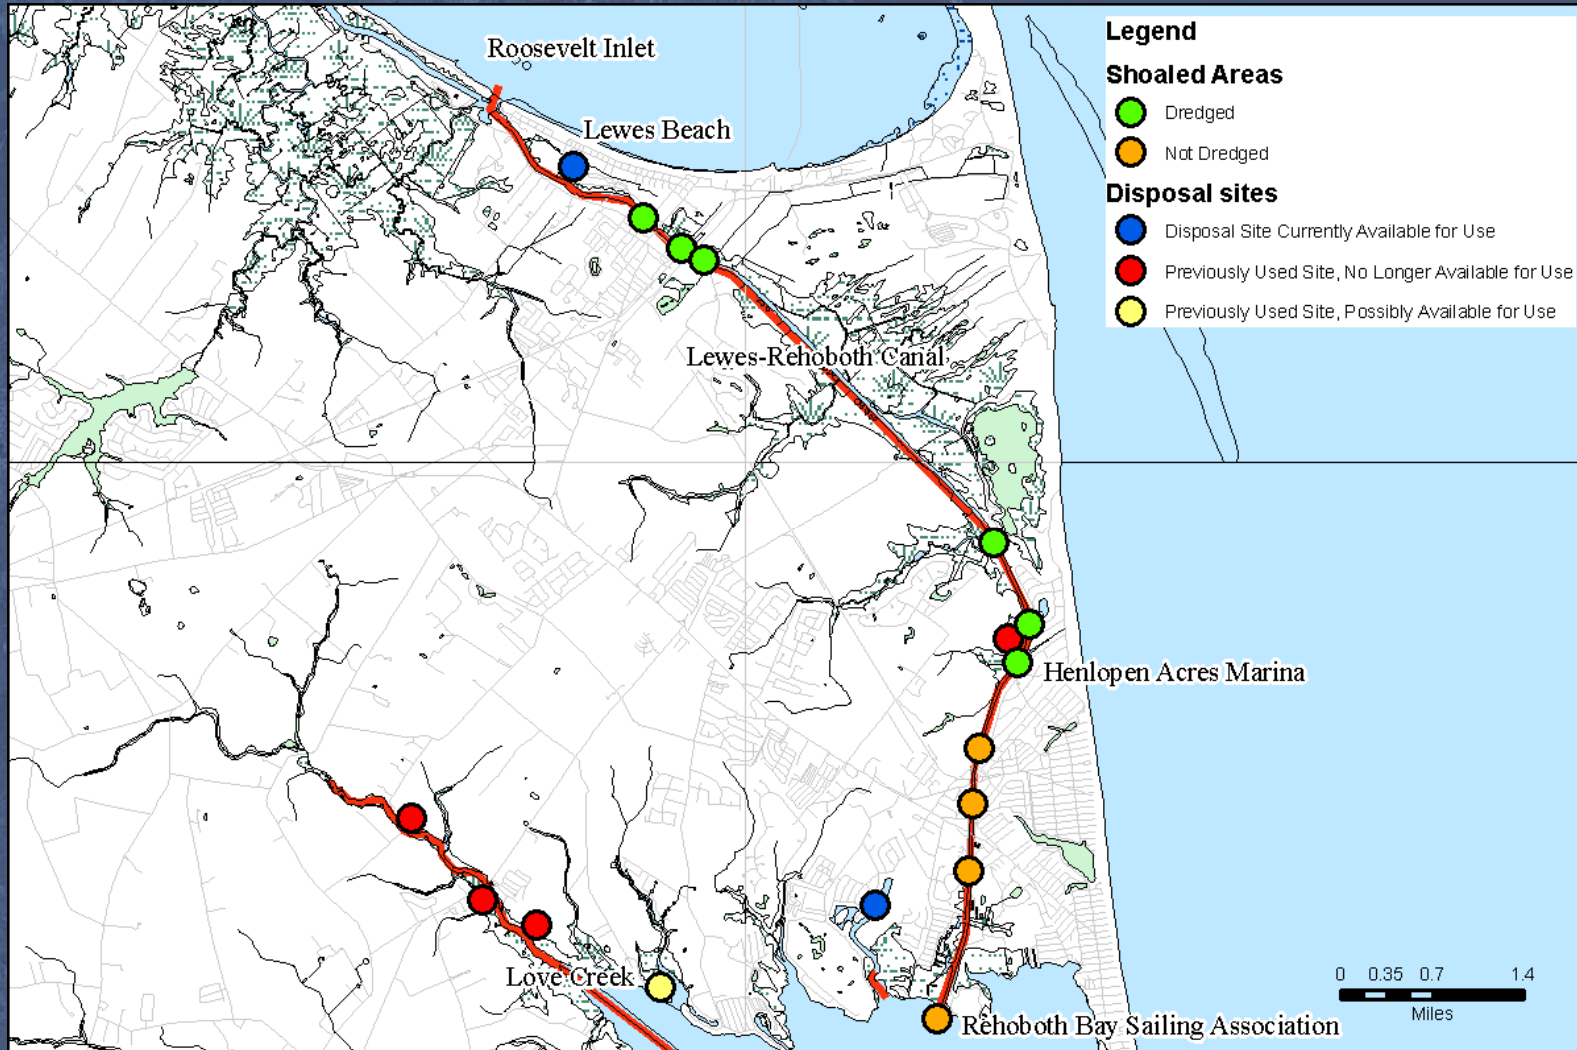 Roosevelt Inlet
Lewes Beach
Lewes-Rehoboth Canal
Henlopen Acres Marina
Love Creek
Rehoboth Bay Sailing Association
Legend
Shoaled Areas
Dredged
Not Dredged
Disposal sites
Disposal Site Currently Available for Use
Previously Used Site, No Longer Available for Use
Previously Used Site, Possibly Available for Use
0 0.35 0.7 1.4
Miles